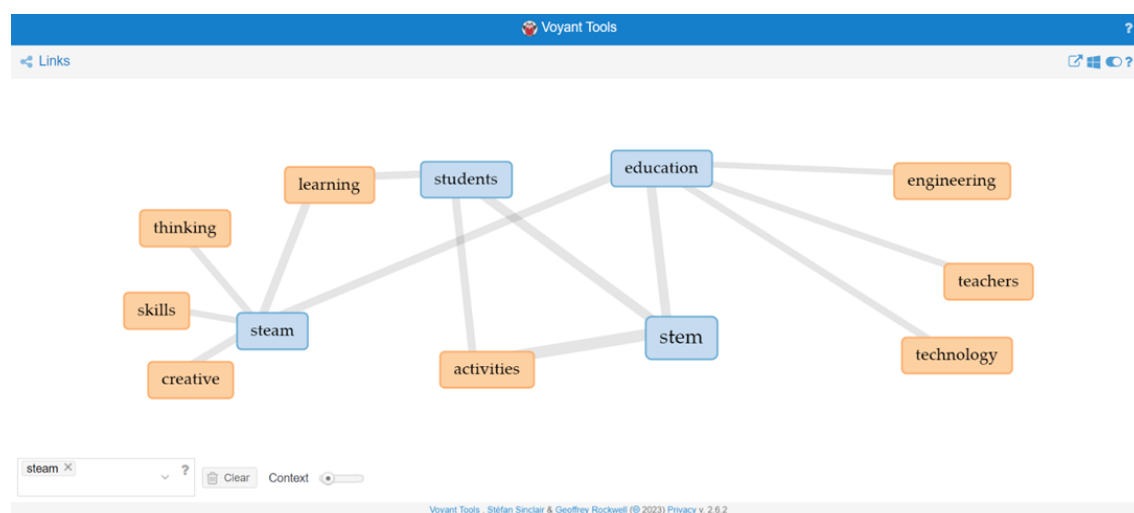 Voyant Tools
?
Links
?
education
learning
students
engineering
thinking
teachers
skills
steam
stem
technology
activities
creative
steam ×
?
Clear
Context
Voyant Tools , Stéfan Sinclair & Geoffrey Rockwell (© 2023) Privacy v. 2.6.2